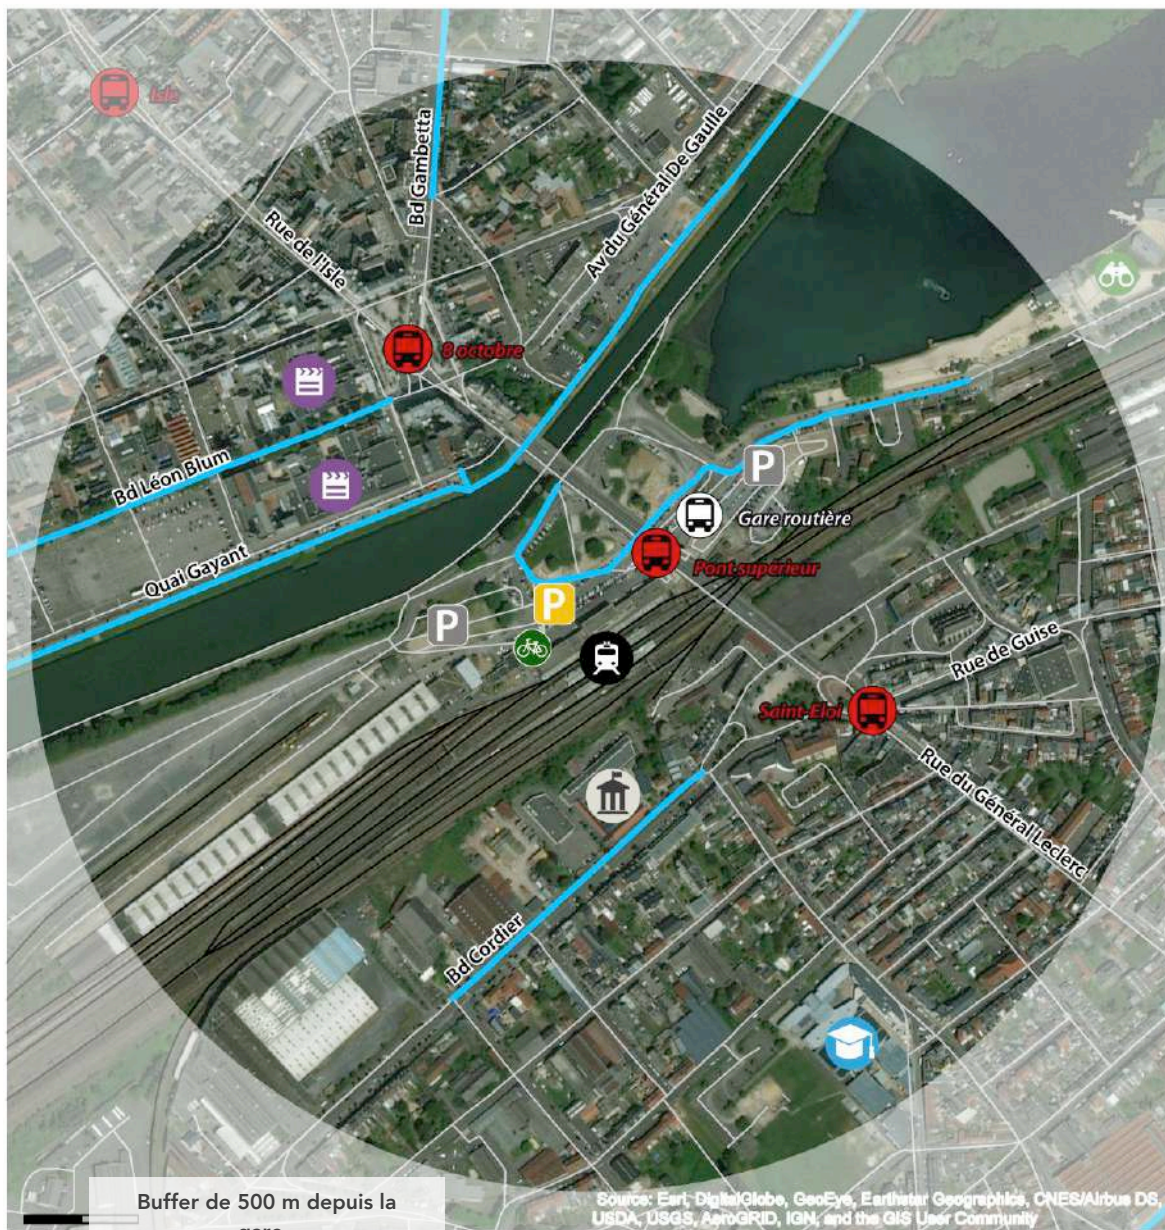 Isle
Bd Gambetta
Av du Général De Gaulle
Rue de l'Isle
8 octobre
Bd Léon Blum
P
Gare routière
Quai Gayant
Pont supérieur
P
P
Rue de Guise
Saint-Eloi
Rue du Général Leclerc
Bd Cordier
Buffer de 500 m depuis la
gare
Source: Esri, DigitalGlobe, GeoEye, Earthstar Geographics, CNES/Airbus DS,
USDA, USGS, AeroGRID, IGN, and the GIS User Community